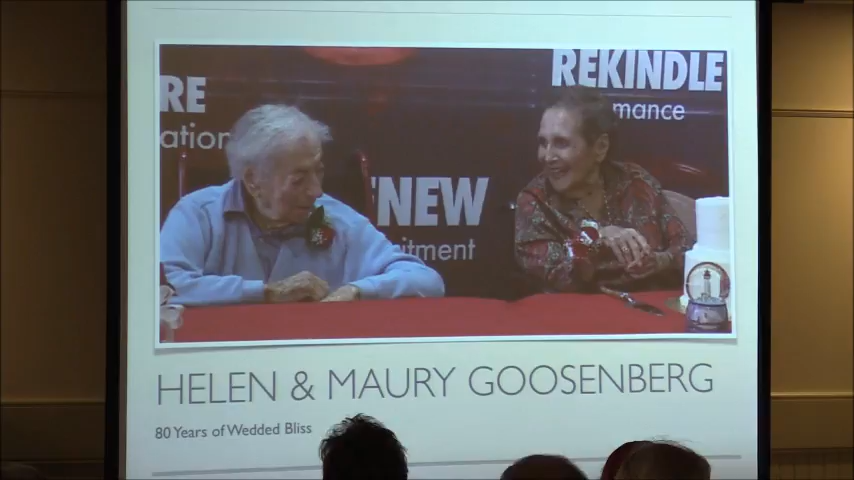 RE
REKINDLE
ation
mance
NEW
itment
HELEN & MAURY GOOSENBERG
80 Years of Wedded Bliss